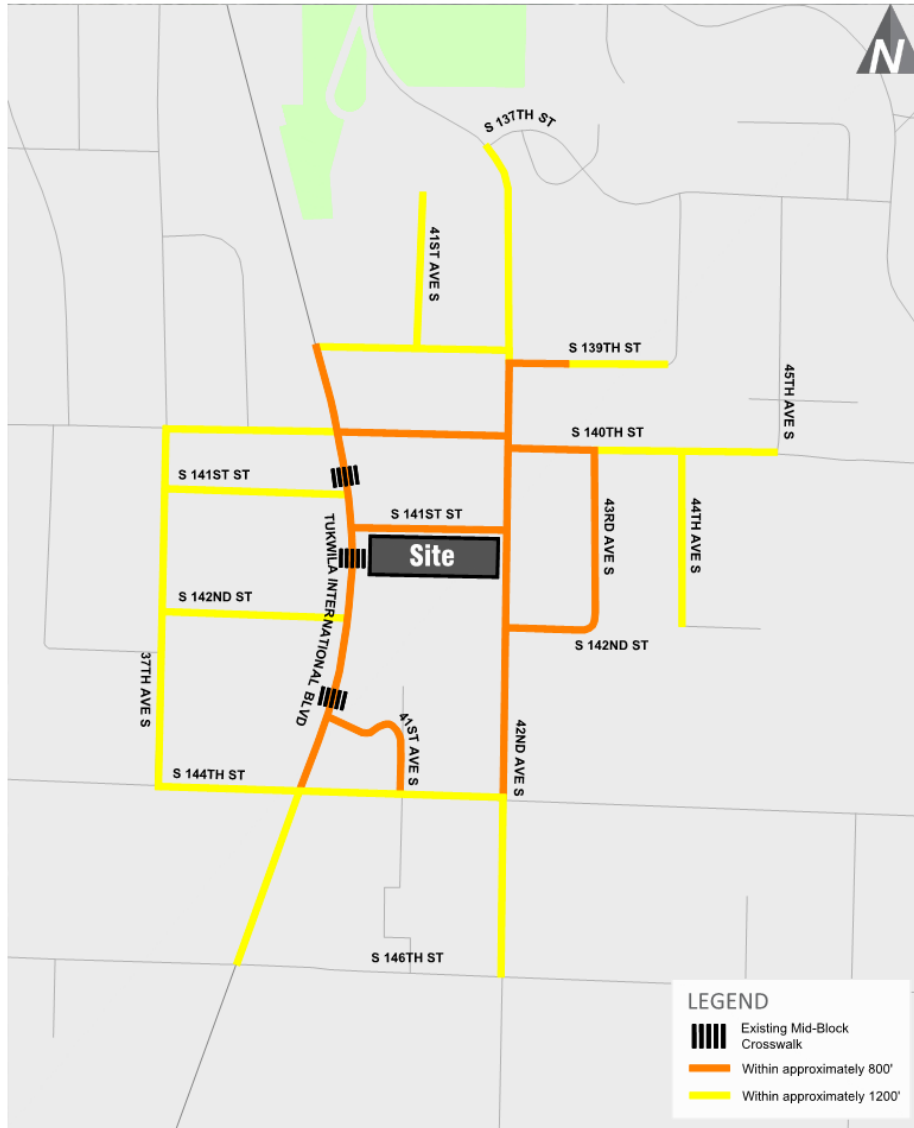 N
S 137TH ST
41ST AVE S
S 139TH ST
45TH AVE S
S 140TH ST
S 141ST ST
S 141ST ST
43RD AVE S
44TH AVE S
Site
TUKWILA INTERNATIONAL BLVD
S 142ND ST
S 142ND ST
37TH AVE S
41ST AVE S
42ND AVE S
S 144TH ST
S 146TH ST
LEGEND
Existing Mid-Block
Crosswalk
Within approximately 800'
Within approximately 1200'